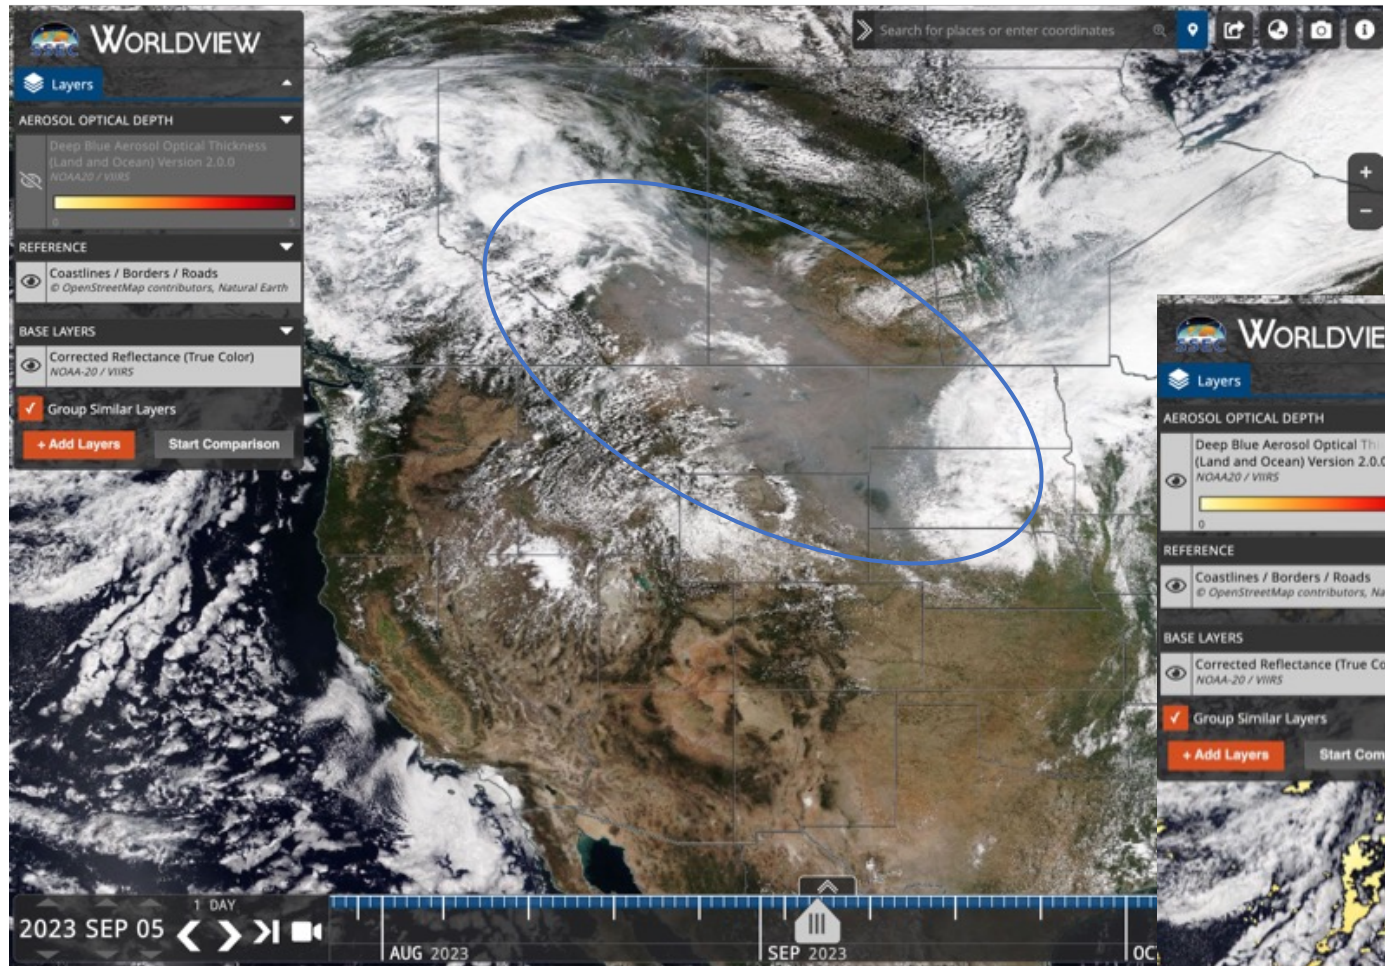 SSEC WORLDVIEW
Layers
AEROSOL OPTICAL DEPTH
Deep Blue Aerosol Optical Thickness
(Land and Ocean) Version 2.0.0
NOAA20 / VIIRS
0 5
REFERENCE
Coastlines / Borders / Roads
© OpenStreetMap contributors, Natural Earth
BASE LAYERS
Corrected Reflectance (True Color)
NOAA-20 / VIIRS
Group Similar Layers
+ Add Layers Start Comparison
Search for places or enter coordinates
+
−
1 DAY
2023 SEP 05
AUG 2023
SEP 2023
OC
SSEC WORLDVIE
Layers
AEROSOL OPTICAL DEPTH
Deep Blue Aerosol Optical Thi
(Land and Ocean) Version 2.0.0
NOAA20 / VIIRS
0
REFERENCE
Coastlines / Borders / Roads
© OpenStreetMap contributors, Na
BASE LAYERS
Corrected Reflectance (True Co
NOAA-20 / VIIRS
Group Similar Layers
+ Add Layers Start Com